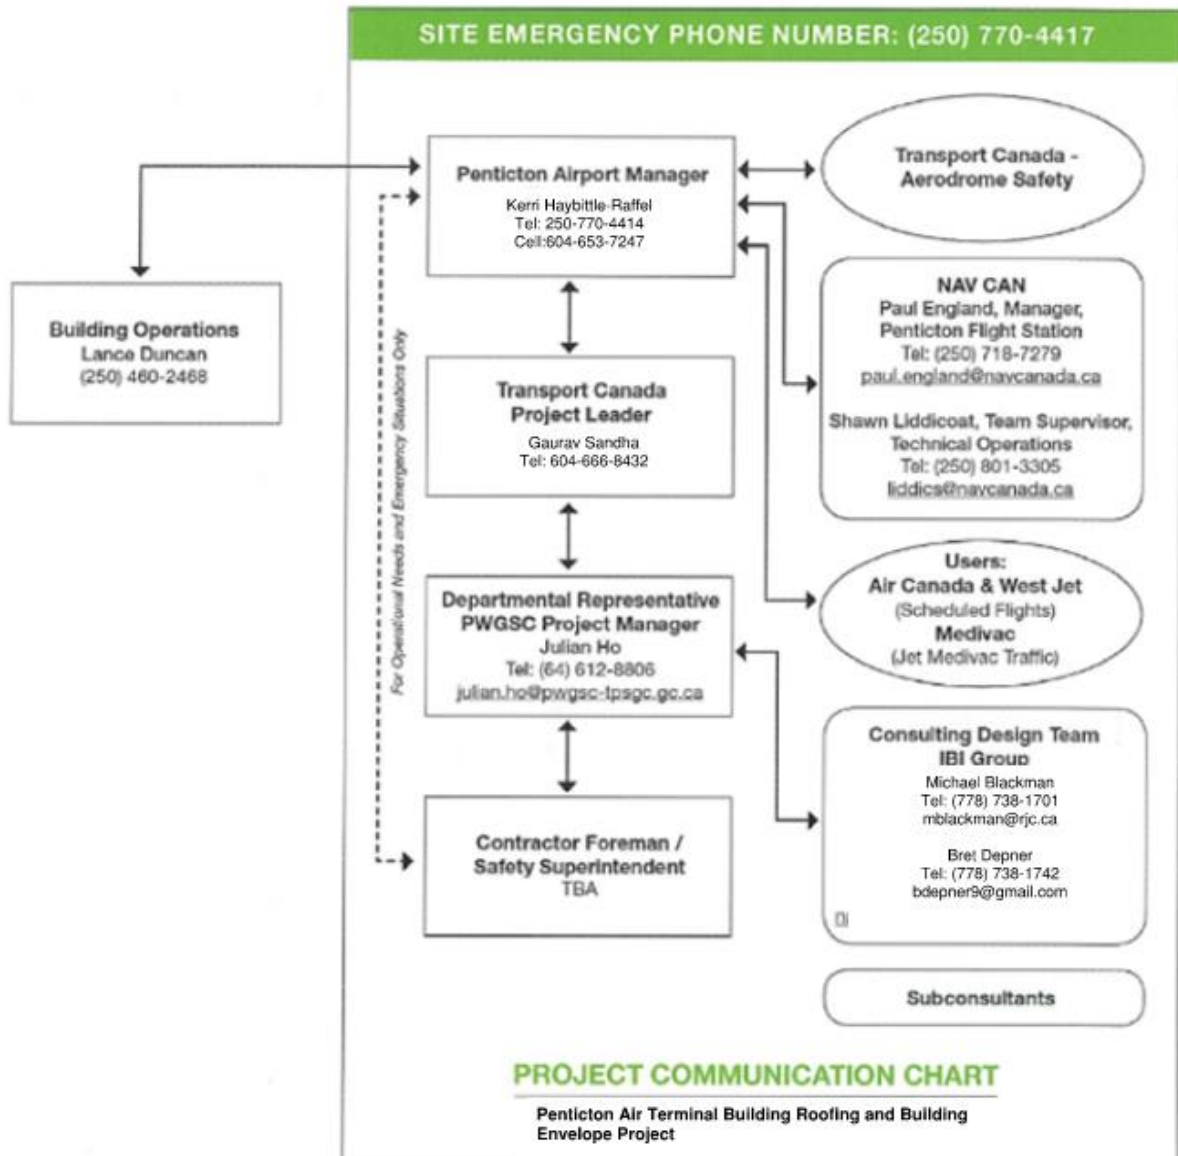 SITE EMERGENCY PHONE NUMBER: (250) 770-4417
Penticton Airport Manager
Kerri Haybittle-Raffel
Tel: 250-770-4414
Cell:604-653-7247
Transport Canada -
Aerodrome Safety
Building Operations
Lance Duncan
(250) 460-2468
For Operational Needs and Emergency Situations Only
NAV CAN
Paul England, Manager,
Penticton Flight Station
Tel: (250) 718-7279
paul.england@navcanada.ca
Shawn Liddicoat, Team Supervisor,
Technical Operations
Tel: (250) 801-3305
liddics@navcanada.ca
Transport Canada
Project Leader
Gaurav Sandha
Tel: 604-666-8432
Users:
Air Canada & West Jet
(Scheduled Flights)
Medivac
(Jet Medivac Traffic)
Departmental Representative
PWGSC Project Manager
Julian Ho
Tel: (64) 612-8806
julian.ho@pwgsc-tpsgc.gc.ca
Consulting Design Team
IBI Group
Michael Blackman
Tel: (778) 738-1701
mblackman@rjc.ca
Bret Depner
Tel: (778) 738-1742
bdepner9@gmail.com
Contractor Foreman /
Safety Superintendent
TBA
Subconsultants
PROJECT COMMUNICATION CHART
Penticton Air Terminal Building Roofing and Building
Envelope Project